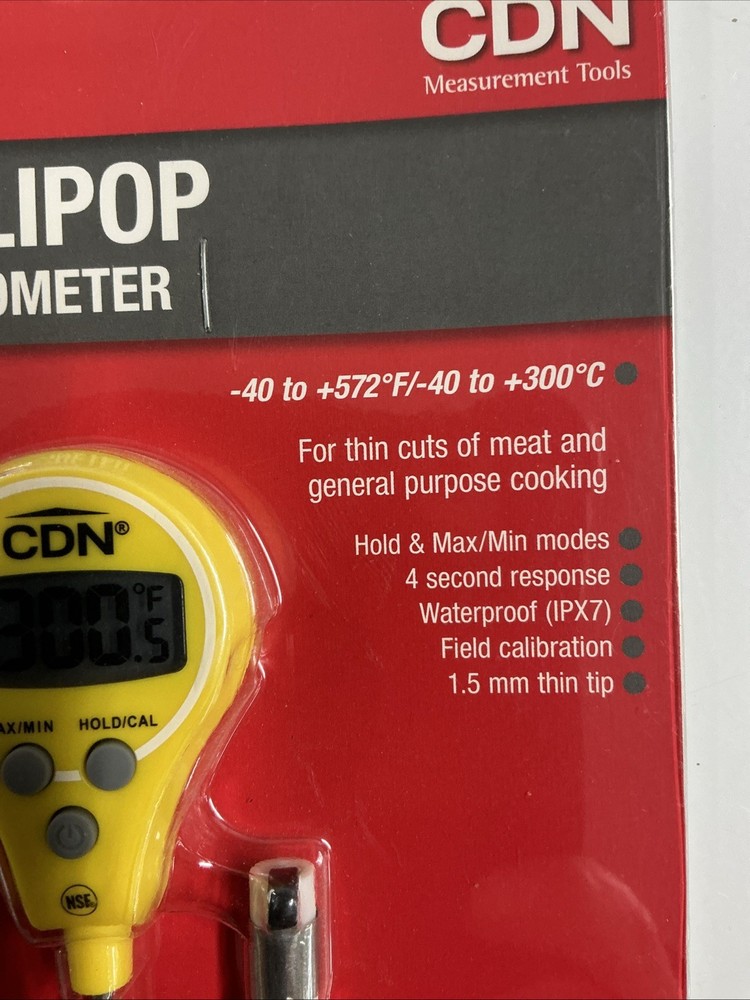 CDN
Measurement Tools
LIPOP
OMETER
-40 to +572°F/-40 to +300°C
For thin cuts of meat and
general purpose cooking
Hold & Max/Min modes
4 second response
Waterproof (IPX7)
Field calibration
1.5 mm thin tip
CDN®
300.5 °F
AX/MIN HOLD/CAL
NSF